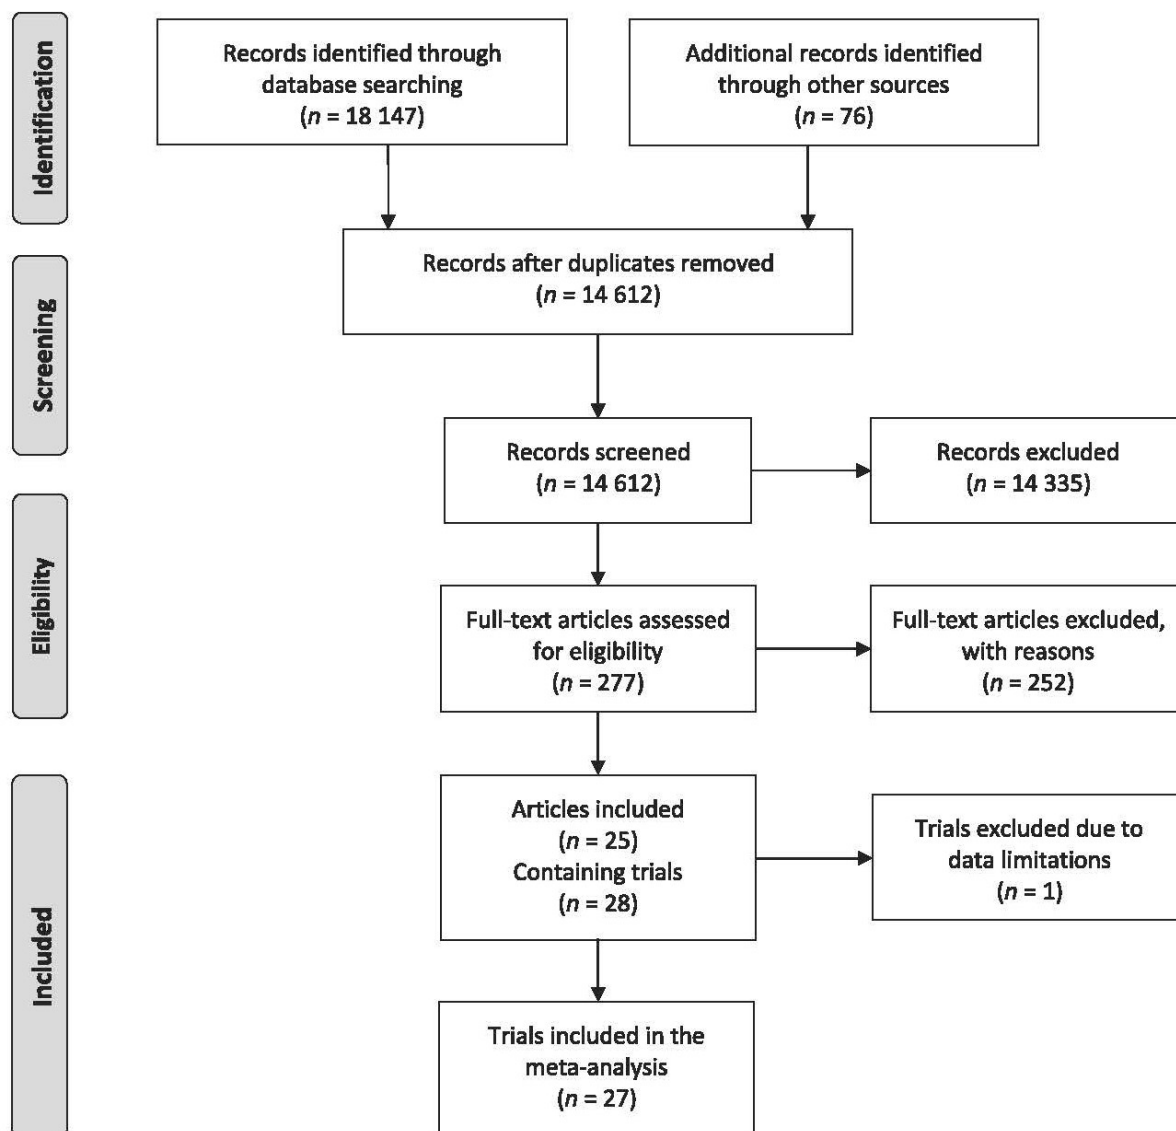 Identification
Records identified through
database searching
(n = 18 147)
Additional records identified
through other sources
(n = 76)
Records after duplicates removed
(n = 14 612)
Screening
Records screened
(n = 14 612)
Records excluded
(n = 14 335)
Eligibility
Full-text articles assessed
for eligibility
(n = 277)
Full-text articles excluded,
with reasons
(n = 252)
Included
Articles included
(n = 25)
Containing trials
(n = 28)
Trials excluded due to
data limitations
(n = 1)
Trials included in the
meta-analysis
(n = 27)